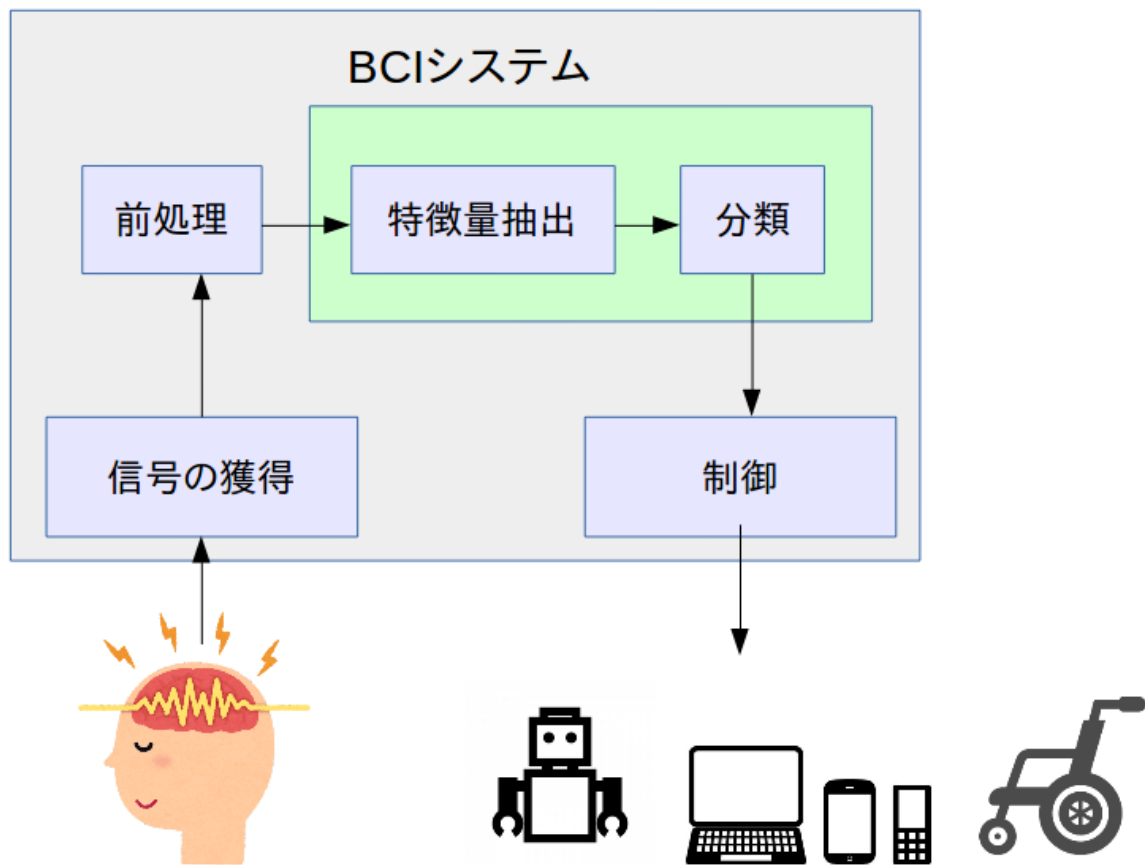 BCIシステム
前処理
特徴量抽出
分類
信号の獲得
制御